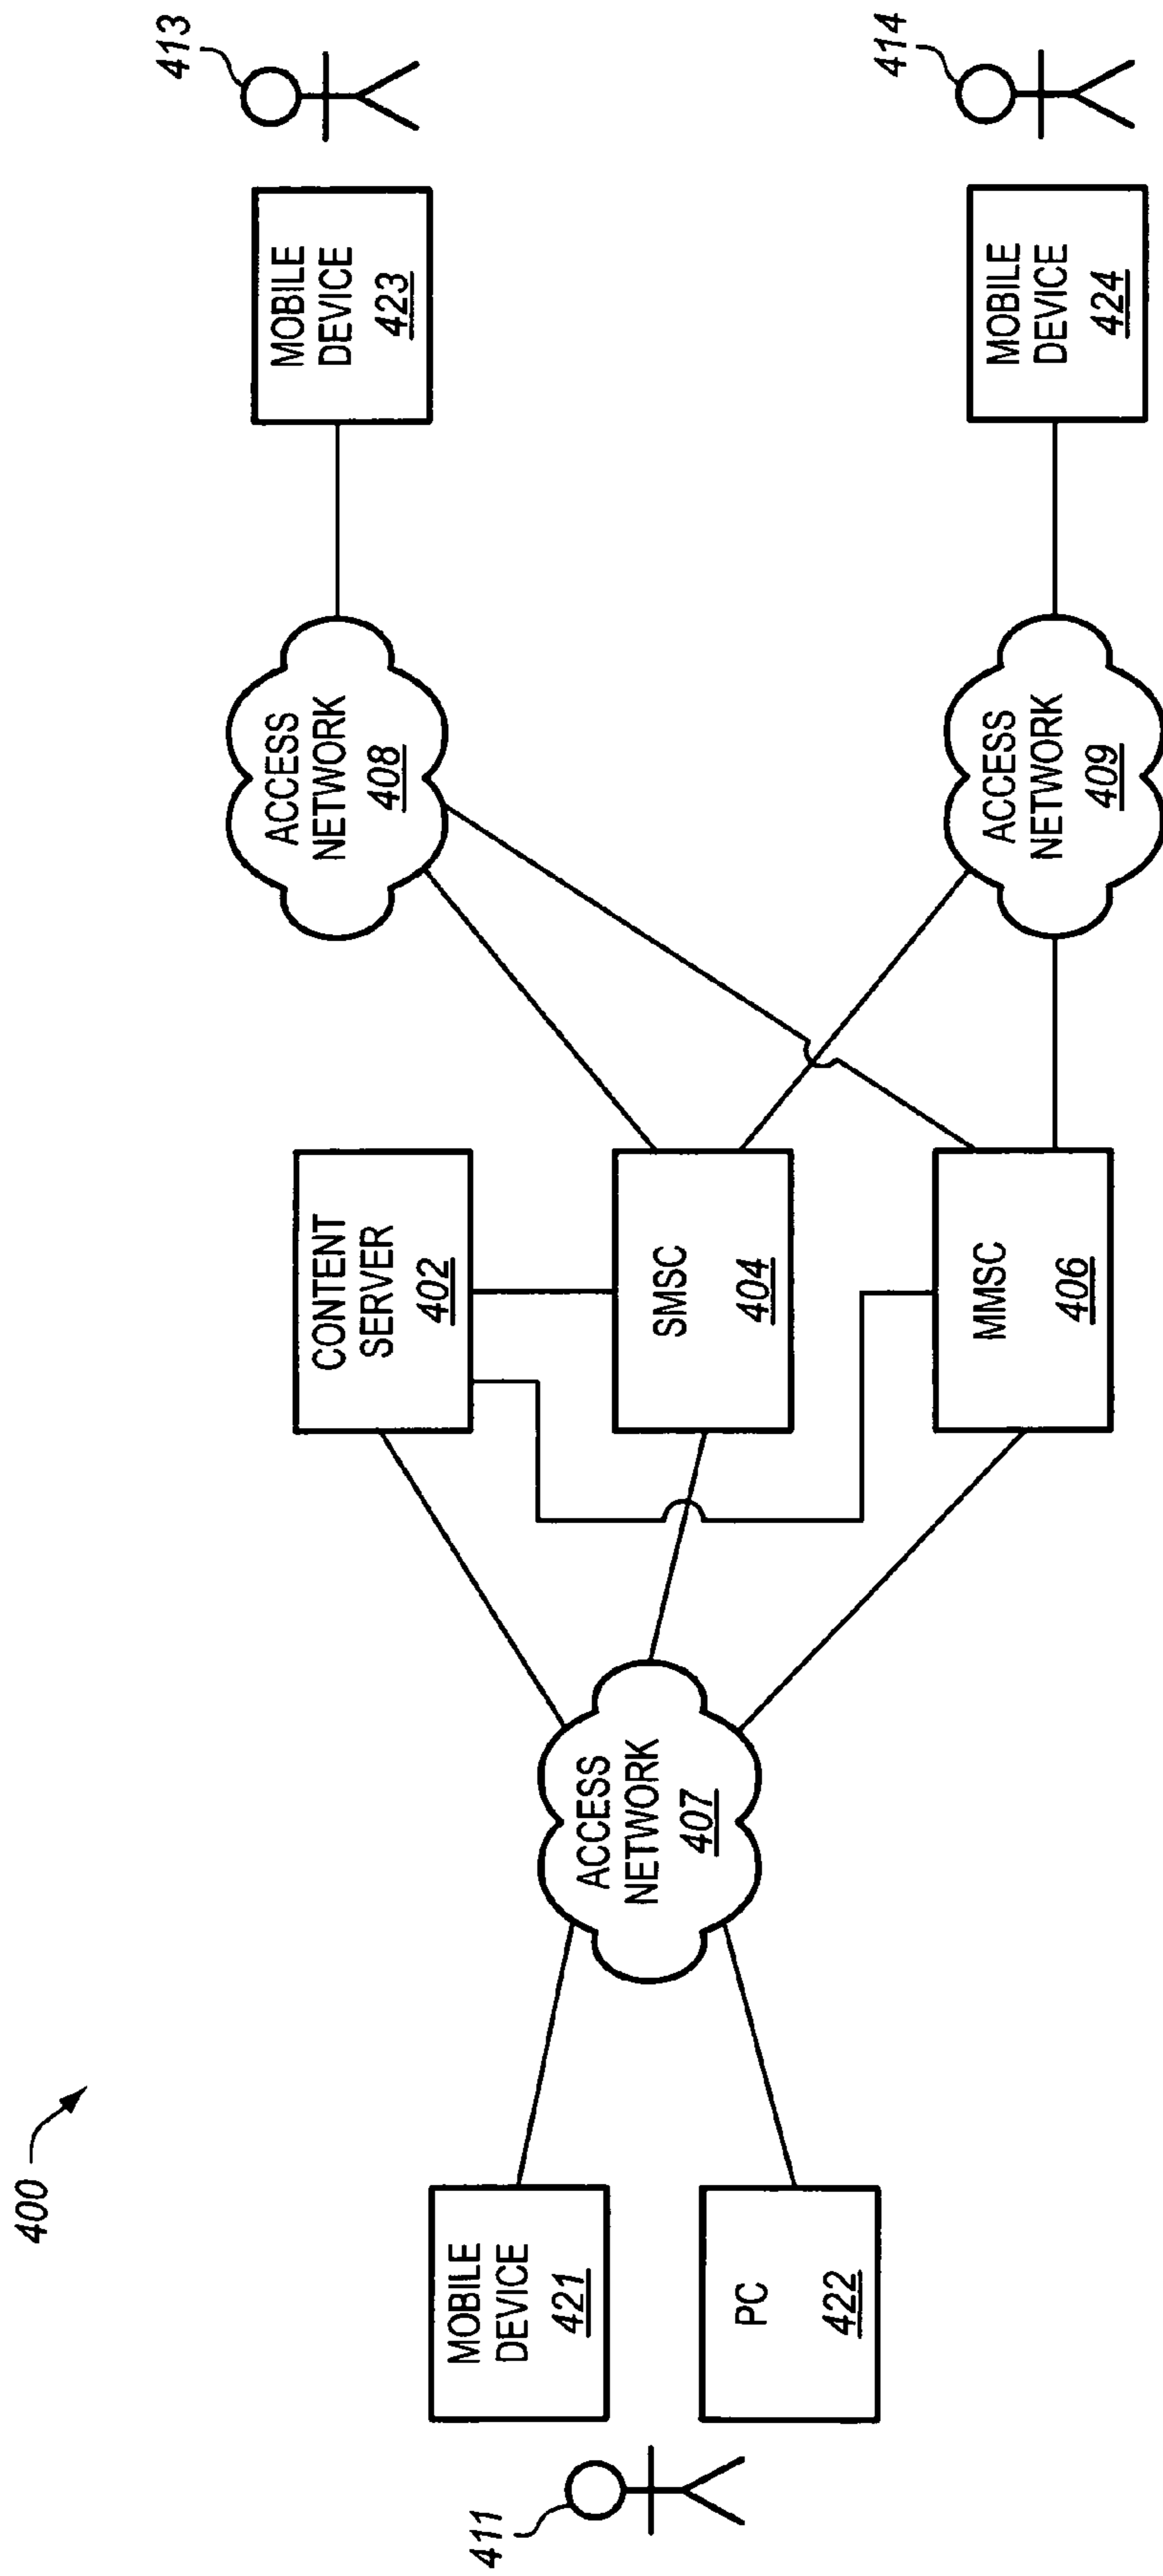 400
411
MOBILE
DEVICE
421
PC
422
ACCESS
NETWORK
407
CONTENT
SERVER
402
SMSC
404
MMSC
406
ACCESS
NETWORK
408
ACCESS
NETWORK
409
MOBILE
DEVICE
423
MOBILE
DEVICE
424
413
414